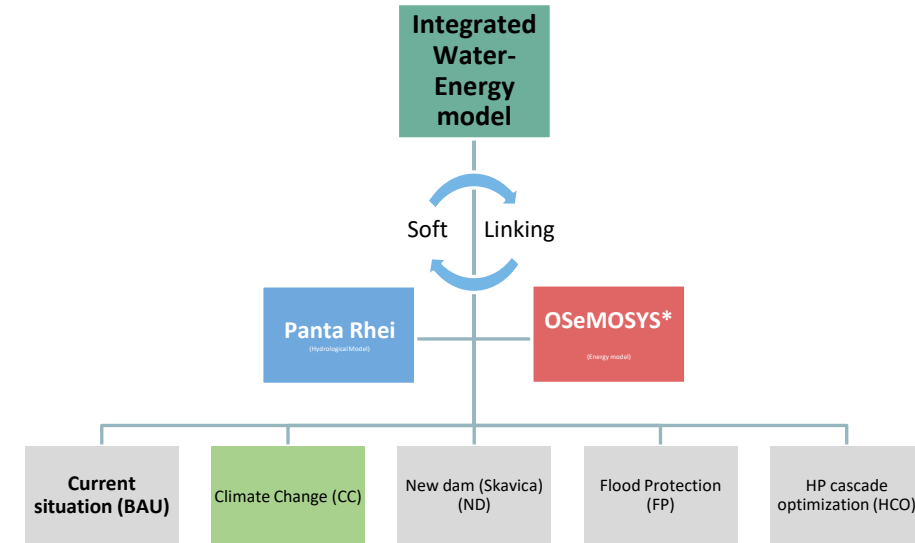 Integrated
Water-
Energy
model
Soft Linking
Panta Rhei
(Hydrological Model)
OSeMOSYS*
(Energy model)
Current
situation (BAU)
Climate Change (CC)
New dam (Skavica)
(ND)
Flood Protection
(FP)
HP cascade
optimization (HCO)